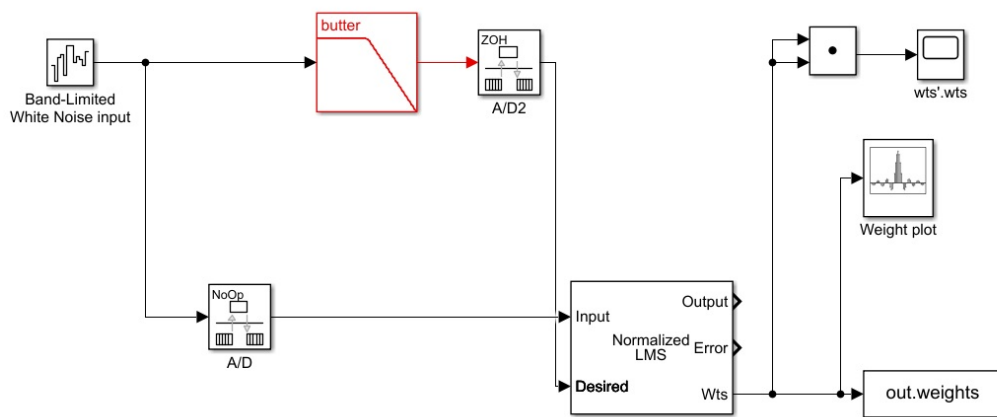 butter
ZOH
A/D2
Band-Limited
White Noise input
wts'.wts
Weight plot
NoOp
A/D
Input
Output
Normalized
LMS
Error
Desired
Wts
out.weights